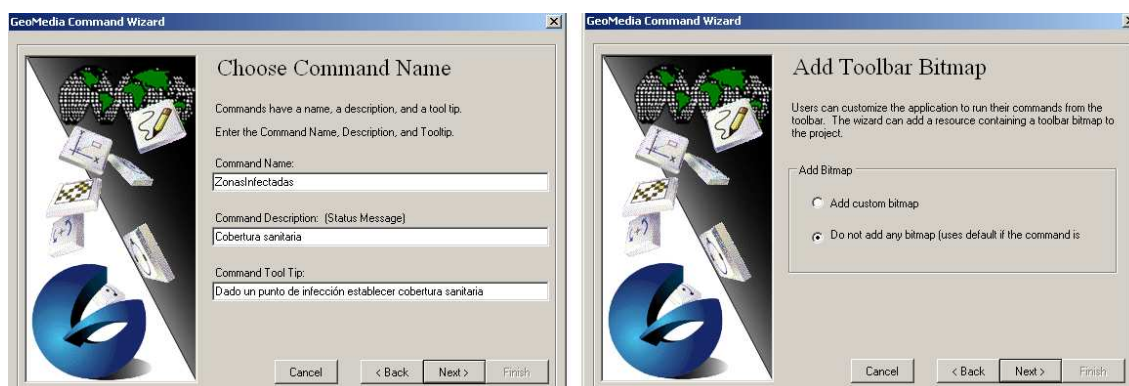 GeoMedia Command Wizard
Choose Command Name
Commands have a name, a description, and a tool tip.
Enter the Command Name, Description, and Tooltip.
Command Name:
ZonasInfectadas
Command Description: (Status Message)
Cobertura sanitaria
Command Tool Tip:
Dado un punto de infección establecer cobertura sanitaria
Cancel
< Back
Next >
Finish
GeoMedia Command Wizard
Add Toolbar Bitmap
Users can customize the application to run their commands from the
toolbar. The wizard can add a resource containing a toolbar bitmap to
the project.
Add Bitmap
Add custom bitmap
Do not add any bitmap (uses default if the command is
Cancel
< Back
Next >
Finish